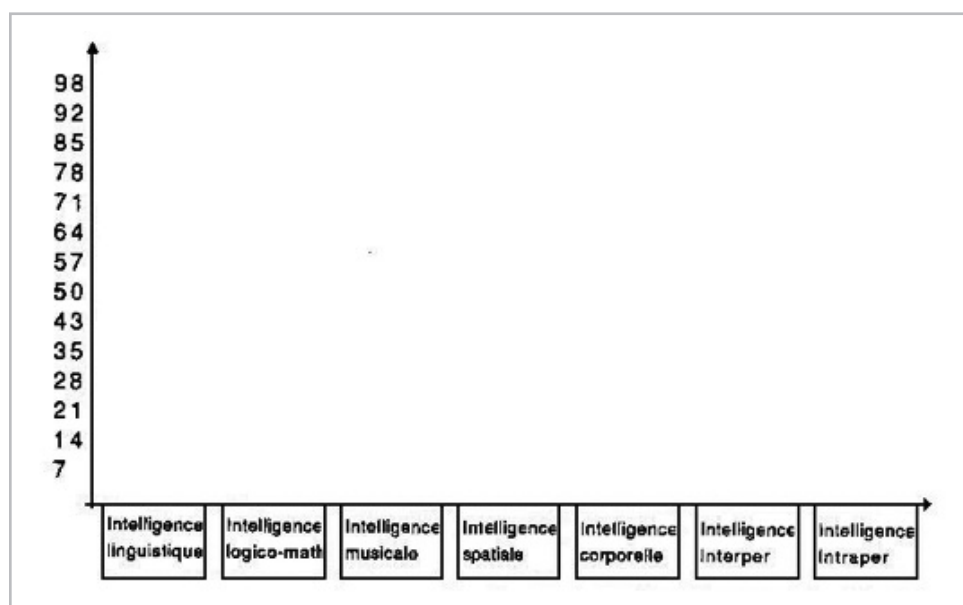 98
92
85
78
71
64
57
50
43
35
28
21
14
7
Intelligence
linguistique
Intelligence
logico-math
Intelligence
musicale
Intelligence
spatiale
Intelligence
corporelle
Intelligence
Interper
Intelligence
Intraper